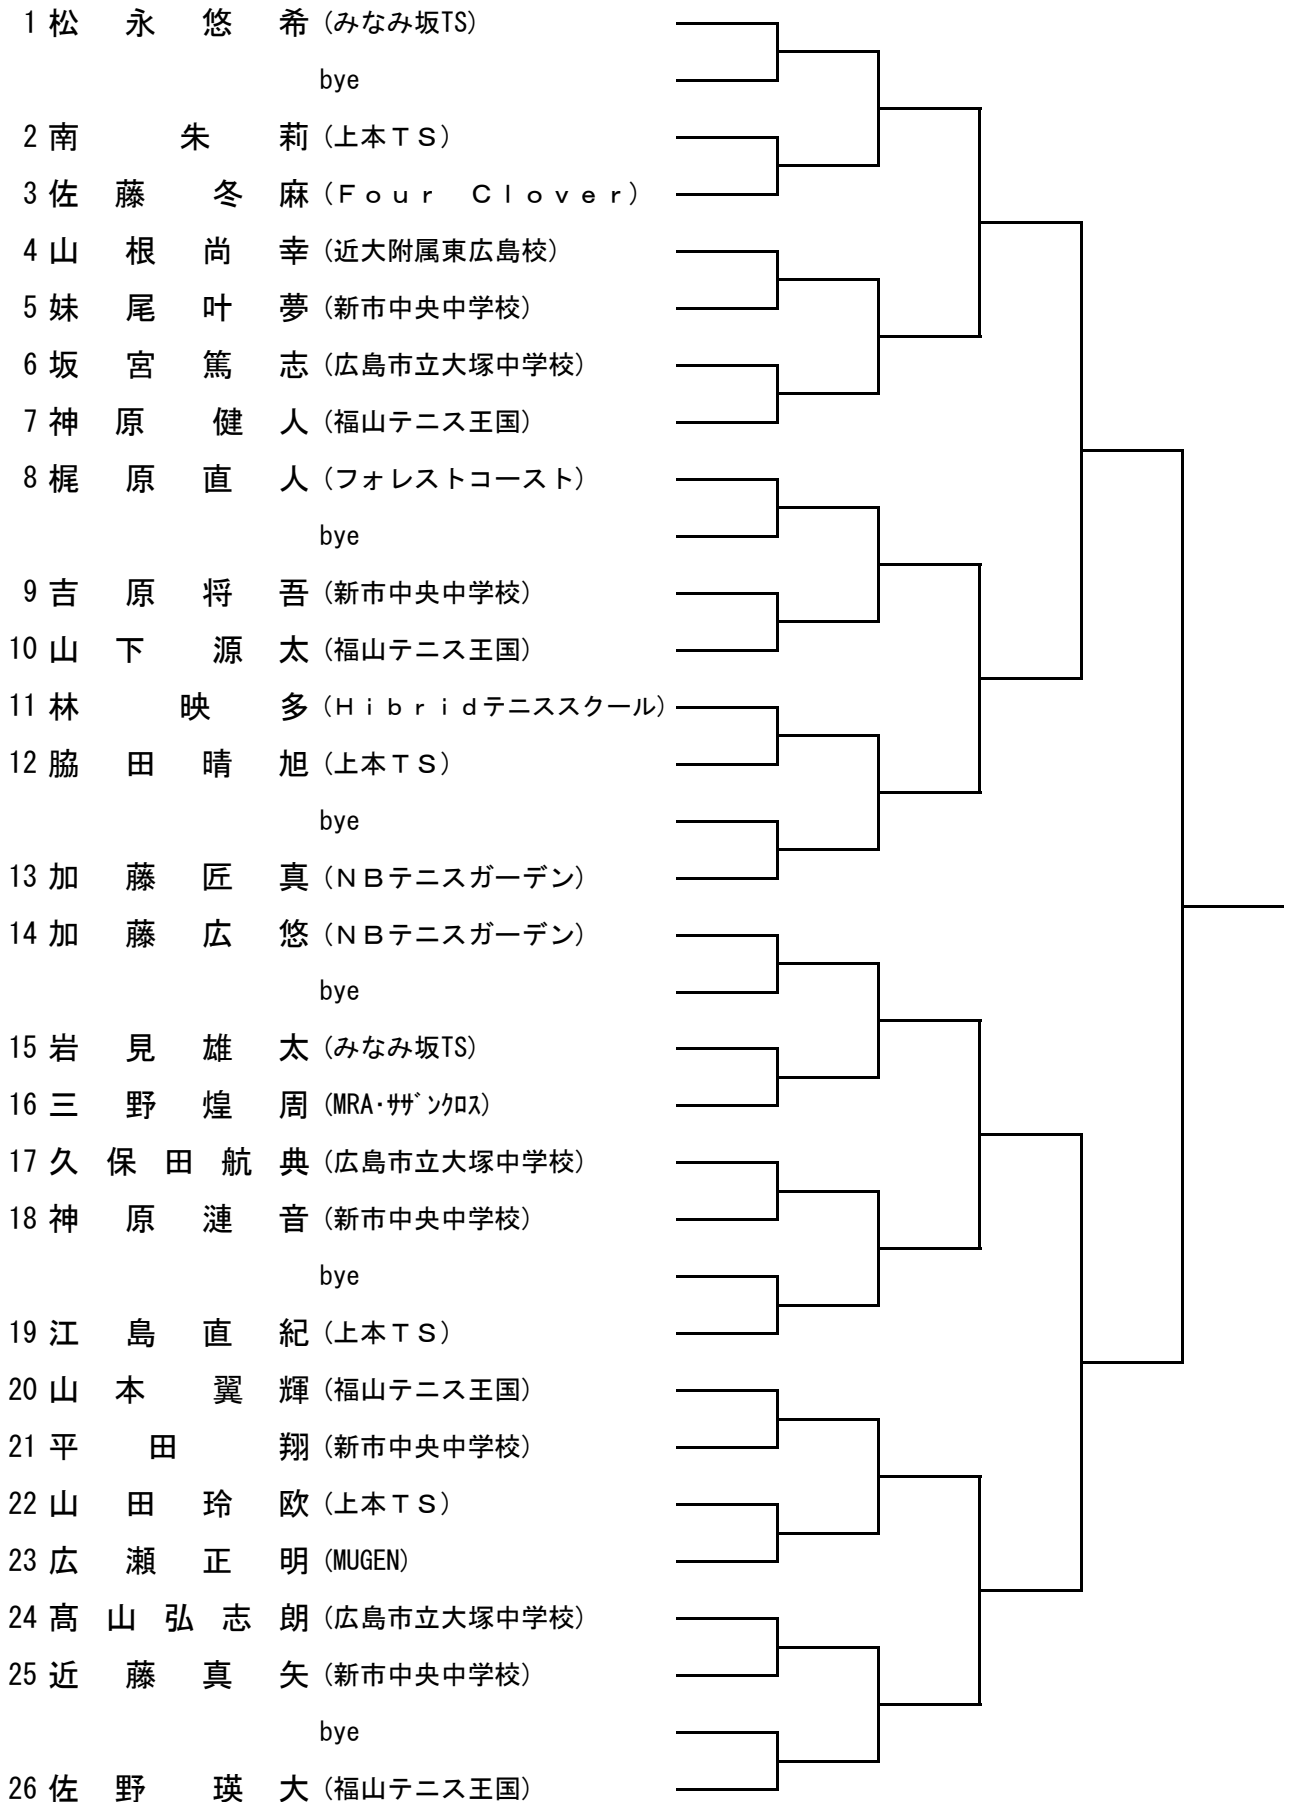 1 松永悠希 (みなみ坂TS)
bye
2 南朱莉 (上本ＴＳ)
3 佐藤冬麻 (Ｆｏｕｒ　Ｃｌｏｖｅｒ)
4 山根尚幸 (近大附属東広島校)
5 妹尾叶夢 (新市中央中学校)
6 坂宮篤志 (広島市立大塚中学校)
7 神原健人 (福山テニス王国)
8 梶原直人 (フォレストコースト)
bye
9 吉原将吾 (新市中央中学校)
10 山下源太 (福山テニス王国)
11 林映多 (Ｈｉｂｒｉｄテニススクール)
12 脇田晴旭 (上本ＴＳ)
bye
13 加藤匠真 (ＮＢテニスガーデン)
14 加藤広悠 (ＮＢテニスガーデン)
bye
15 岩見雄太 (みなみ坂TS)
16 三野煌周 (MRA･ｻｻﾞﾝｸﾛｽ)
17 久保田航典 (広島市立大塚中学校)
18 神原漣音 (新市中央中学校)
bye
19 江島直紀 (上本ＴＳ)
20 山本翼輝 (福山テニス王国)
21 平田翔 (新市中央中学校)
22 山田玲欧 (上本ＴＳ)
23 広瀬正明 (MUGEN)
24 髙山弘志朗 (広島市立大塚中学校)
25 近藤真矢 (新市中央中学校)
bye
26 佐野瑛大 (福山テニス王国)